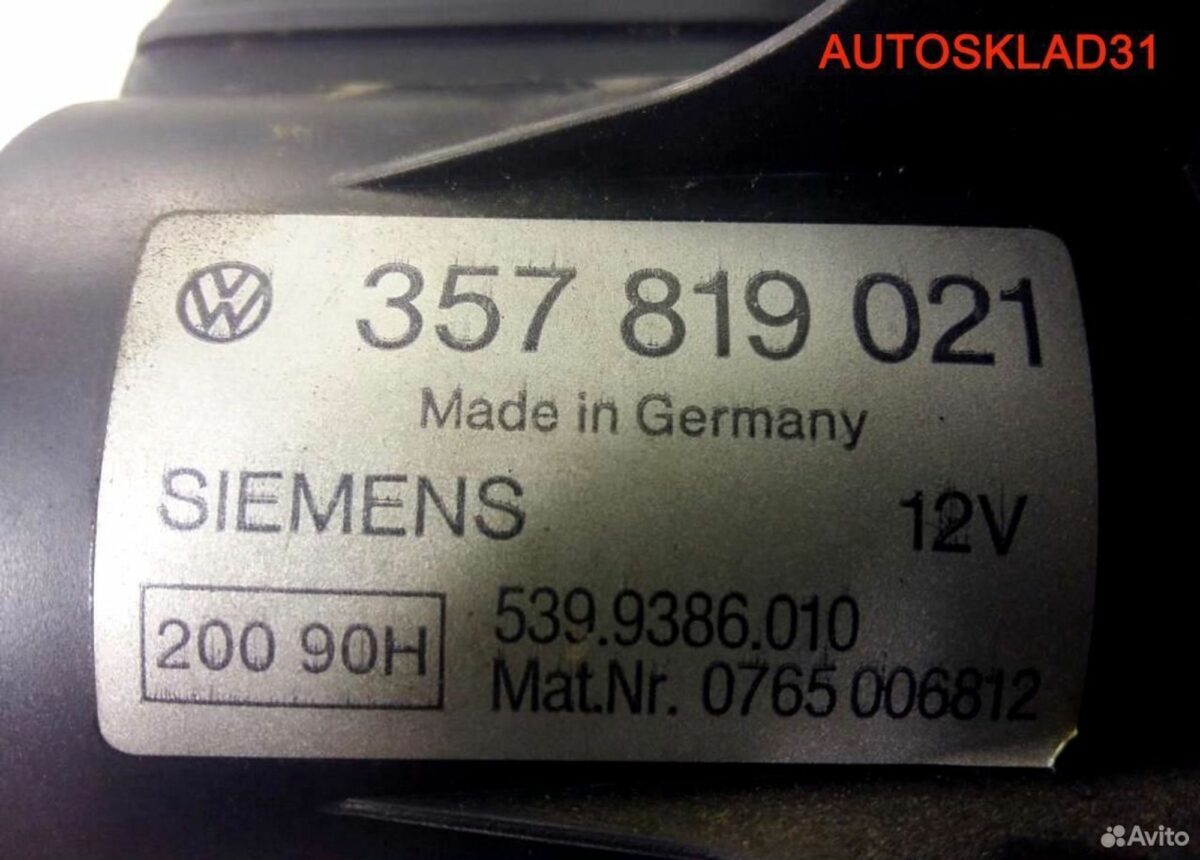 AUTOSKLAD31
357 819 021
Made in Germany
SIEMENS 12V
200 90H
539.9386.010
Mat.Nr. 0765 006812
Avito